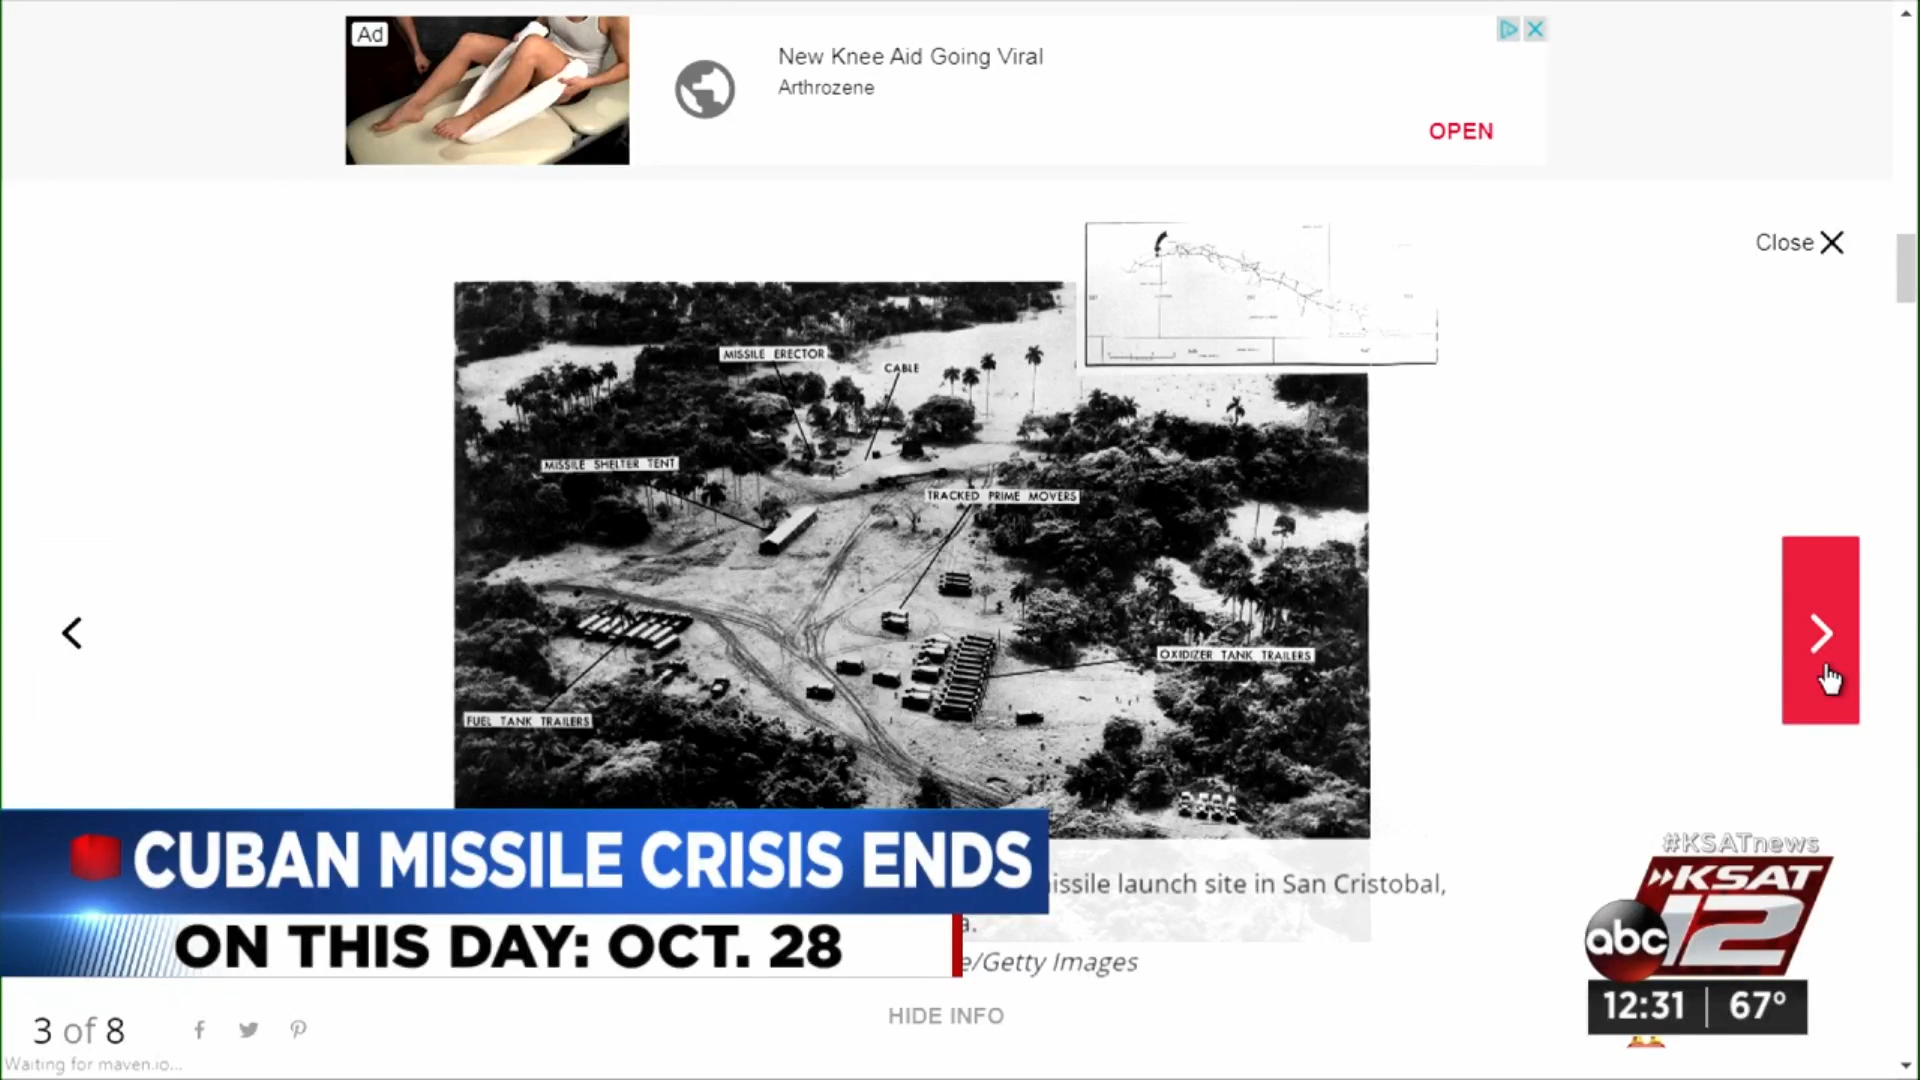 Ad
New Knee Aid Going Viral
Arthrozene
OPEN
Close
MISSILE ERECTOR
CABLE
MISSILE SHELTER TENT
TRACKED PRIME MOVERS
OXIDIZER TANK TRAILERS
FUEL TANK TRAILERS
CUBAN MISSILE CRISIS ENDS
issile launch site in San Cristobal,
a.
ON THIS DAY: OCT. 28
e/Getty Images
#KSATnews
KSAT
abc 12
12:31 67°
HIDE INFO
3 of 8
Waiting for maven.io...